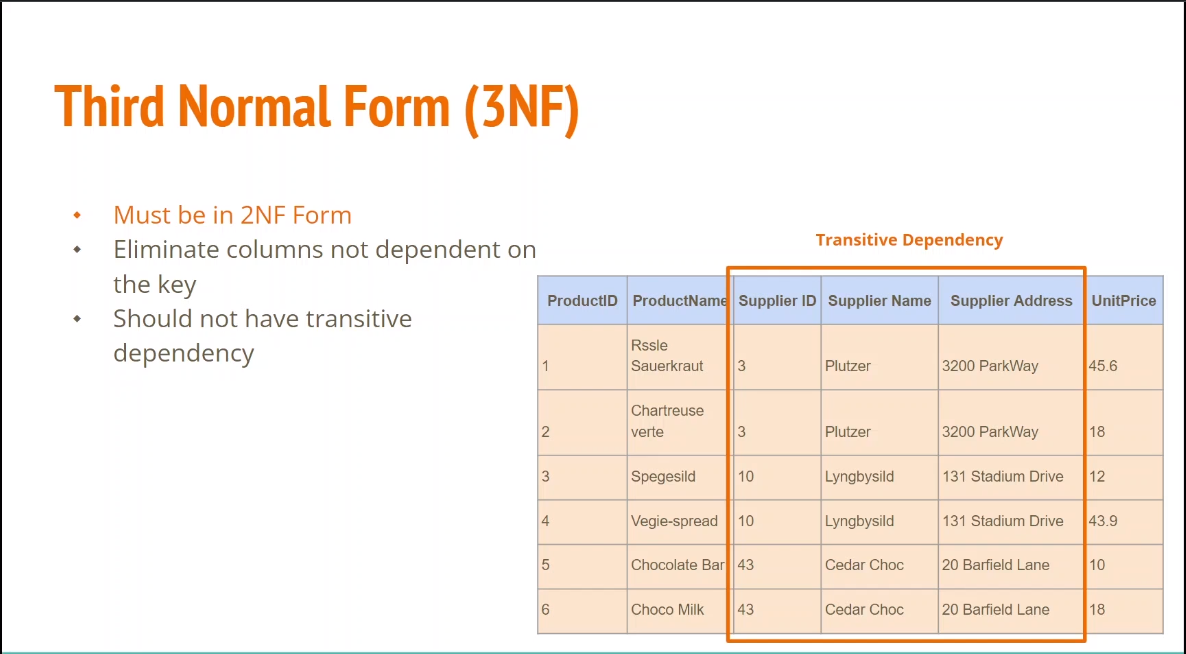 Third Normal Form (3NF)
Must be in 2NF Form
Eliminate columns not dependent on
the key
Should not have transitive
dependency
Transitive Dependency
ProductID ProductName Supplier ID Supplier Name Supplier Address UnitPrice
1 Rssle Sauerkraut 3 Plutzer 3200 ParkWay 45.6
2 Chartreuse verte 3 Plutzer 3200 ParkWay 18
3 Spegesild 10 Lyngbysild 131 Stadium Drive 12
4 Vegie-spread 10 Lyngbysild 131 Stadium Drive 43.9
5 Chocolate Bar 43 Cedar Choc 20 Barfield Lane 10
6 Choco Milk 43 Cedar Choc 20 Barfield Lane 18